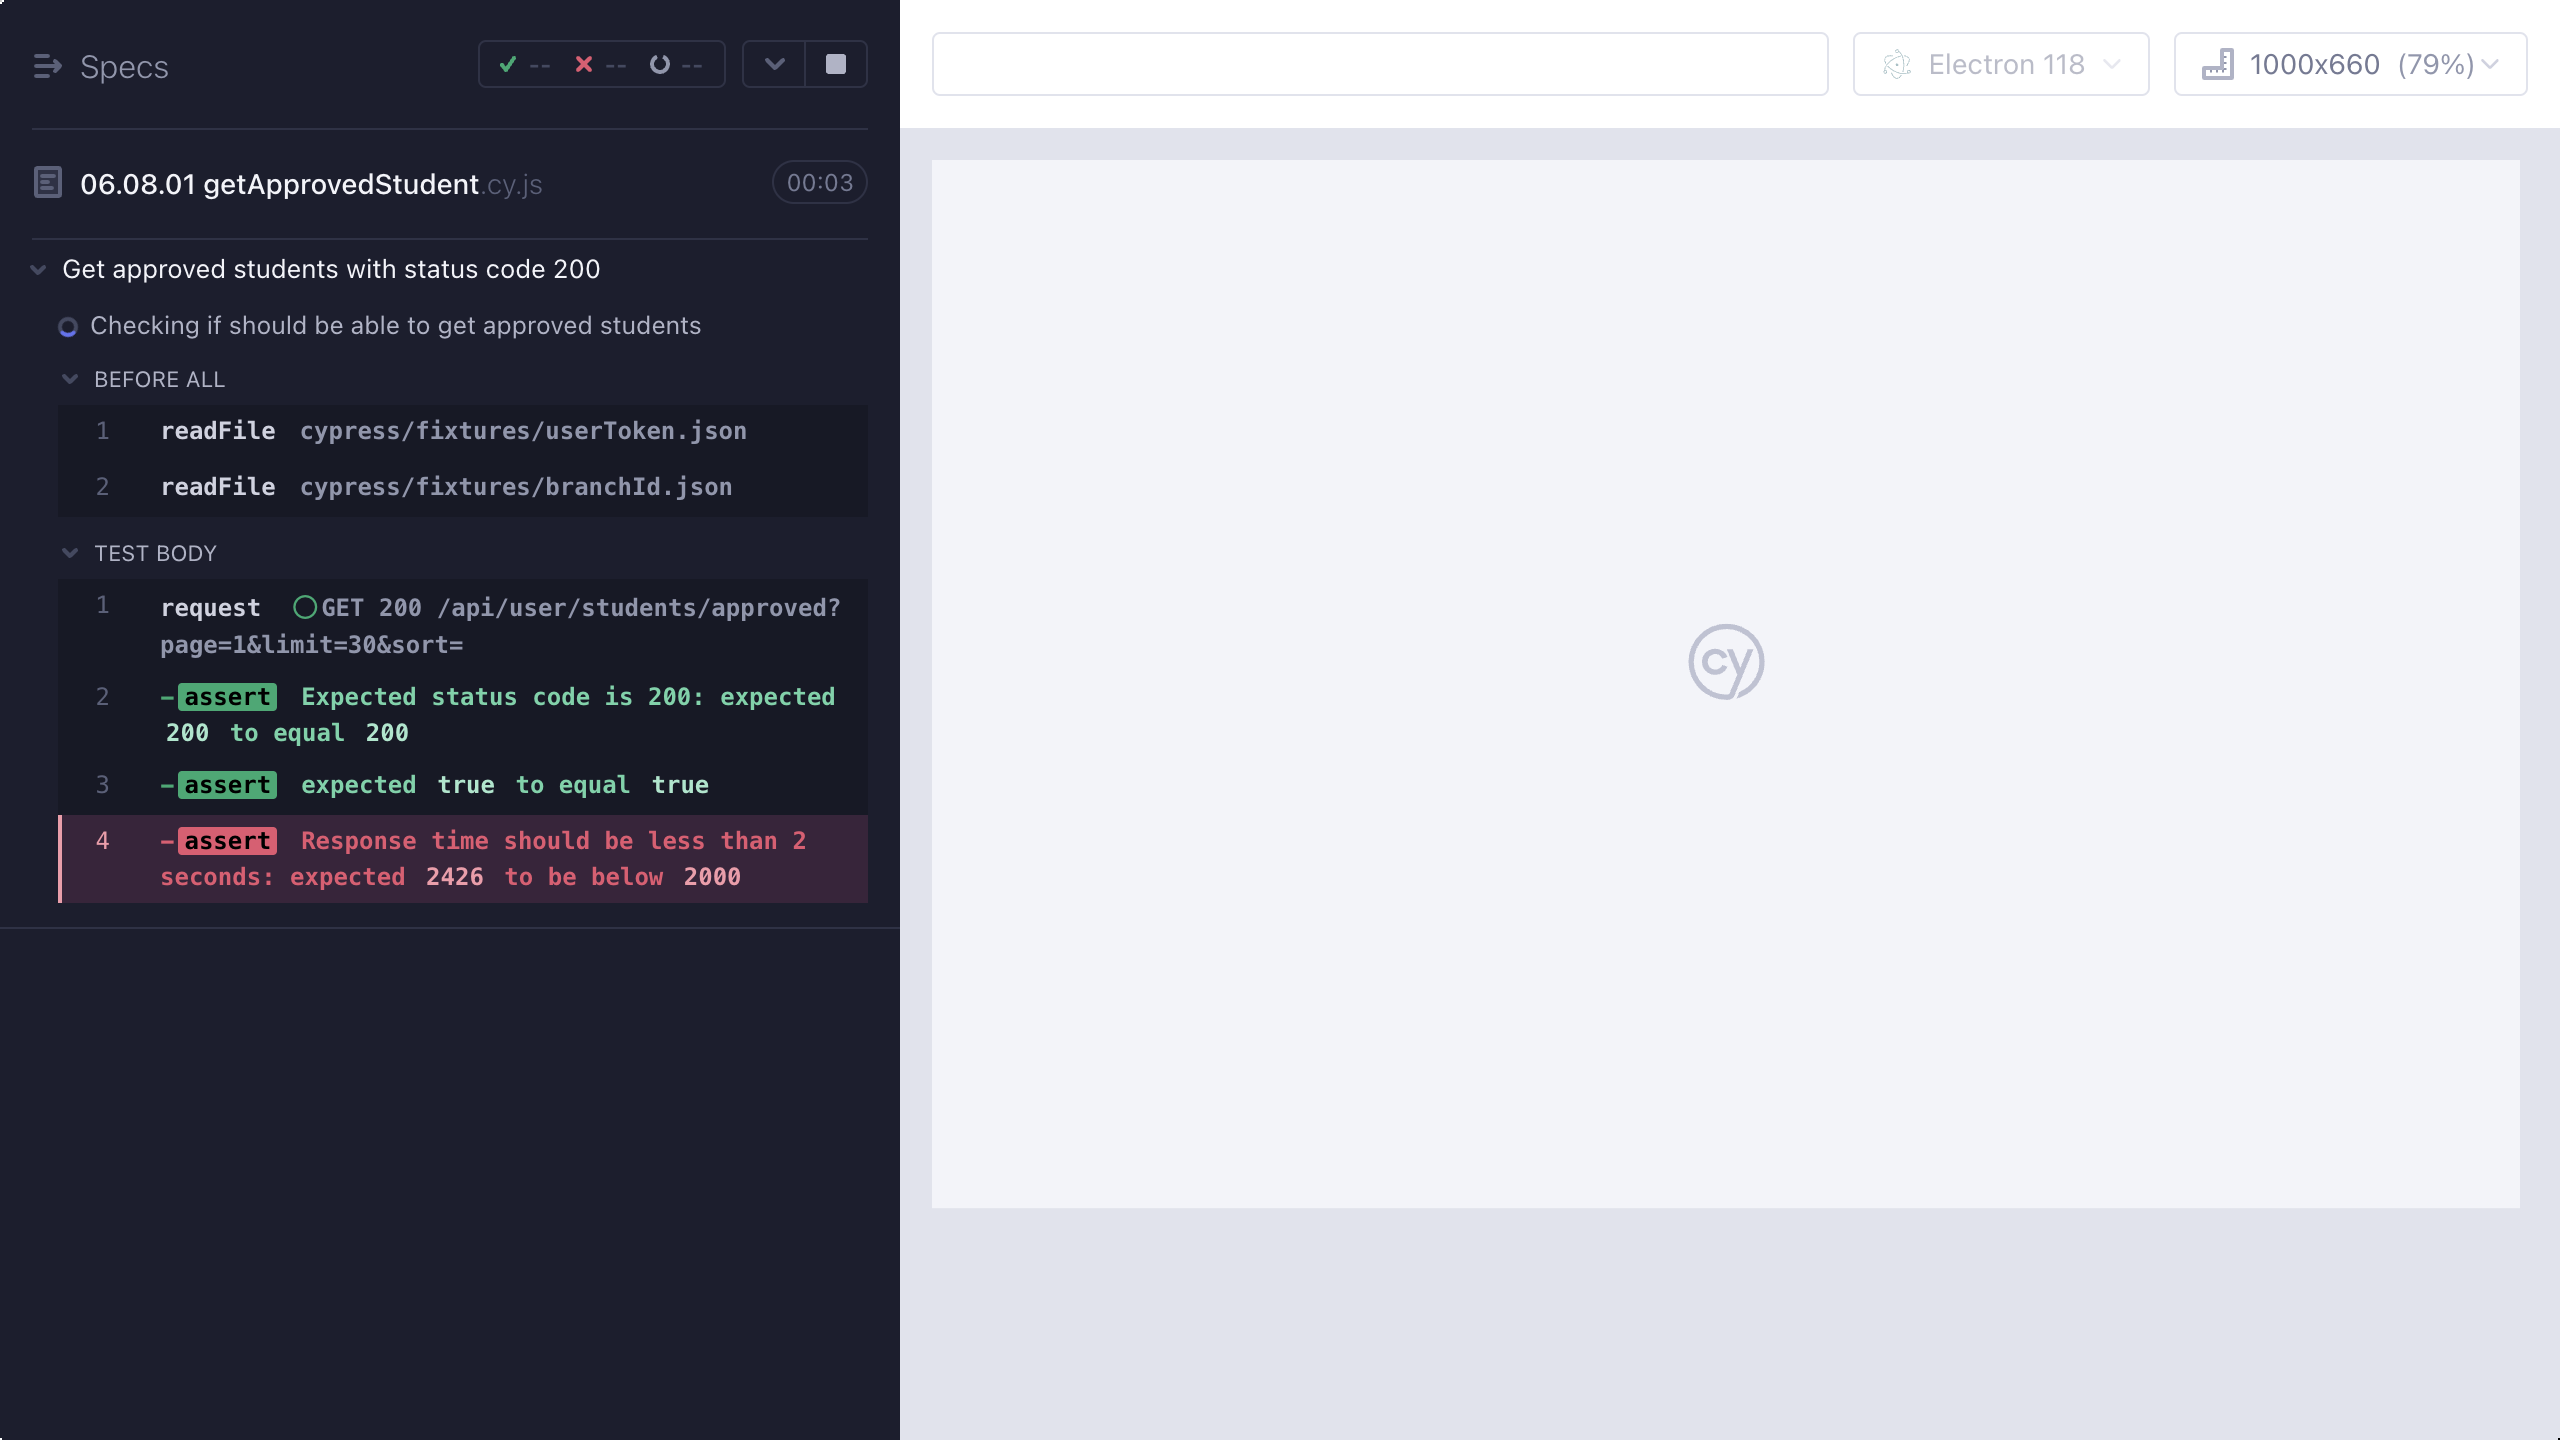 Specs
--
--
--
06.08.01 getApprovedStudent.cy.js
00:03
Get approved students with status code 200
Checking if should be able to get approved students
BEFORE ALL
1 readFile cypress/fixtures/userToken.json
2 readFile cypress/fixtures/branchId.json
TEST BODY
1 request GET 200 /api/user/students/approved?
page=1&limit=30&sort=
2 -assert Expected status code is 200: expected
200 to equal 200
3 -assert expected true to equal true
4 -assert Response time should be less than 2
seconds: expected 2426 to be below 2000
Electron 118
1000x660 (79%)
cy